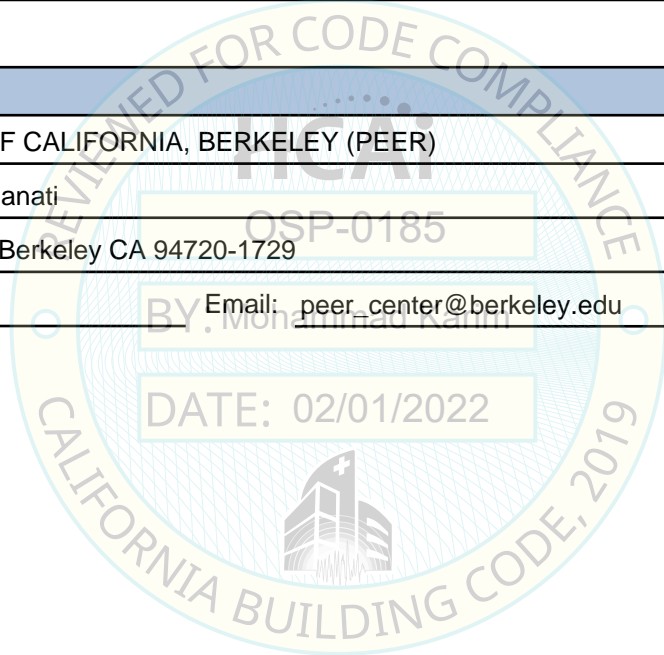 REVIEWED FOR CODE COMPLIANCE
HCAi
F CALIFORNIA, BERKELEY (PEER)
anati
OSP-0185
Berkeley CA 94720-1729
Email: peer_center@berkeley.edu
BY: Mohammad Karim
DATE: 02/01/2022
CALIFORNIA BUILDING CODE, 2019